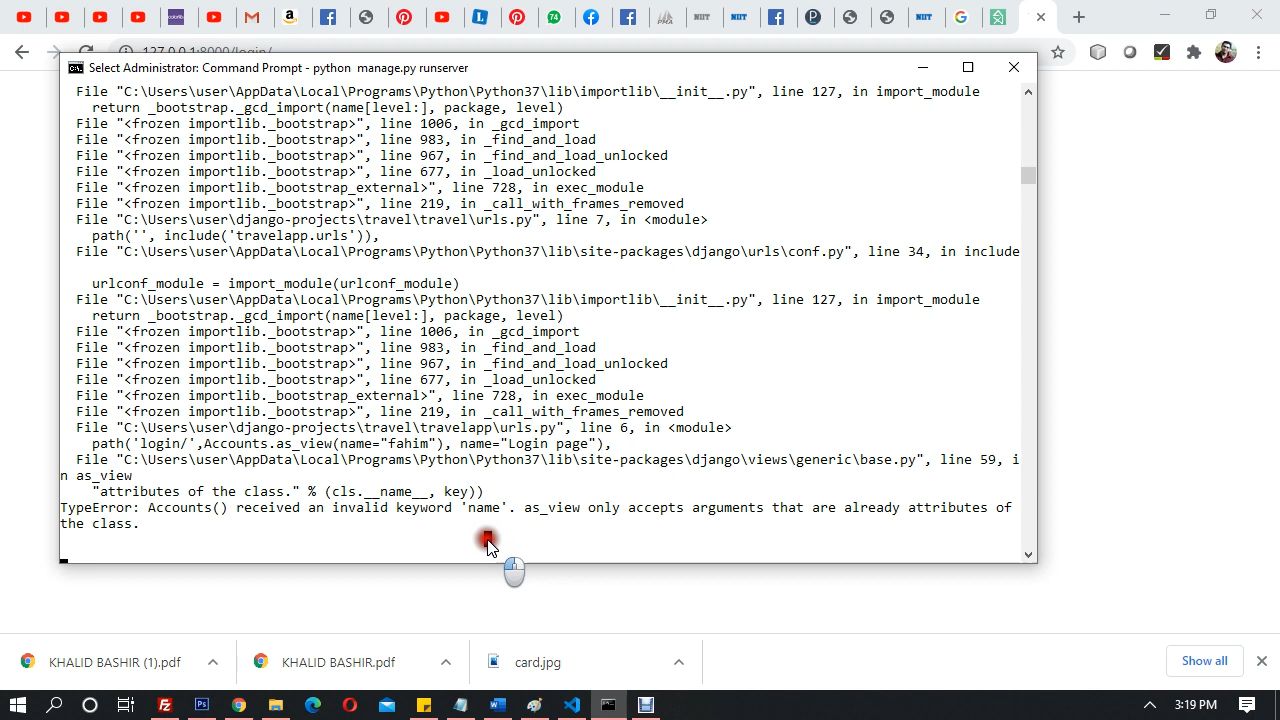 colorlib
74
NIIT
NIIT
NIIT
127.0.0.1:8000/login/
Select Administrator: Command Prompt - python  manage.py runserver
File "C:\Users\user\AppData\Local\Programs\Python\Python37\lib\importlib\__init__.py", line 127, in import_module
return _bootstrap._gcd_import(name[level:], package, level)
File "<frozen importlib._bootstrap>", line 1006, in _gcd_import
File "<frozen importlib._bootstrap>", line 983, in _find_and_load
File "<frozen importlib._bootstrap>", line 967, in _find_and_load_unlocked
File "<frozen importlib._bootstrap>", line 677, in _load_unlocked
File "<frozen importlib._bootstrap_external>", line 728, in exec_module
File "<frozen importlib._bootstrap>", line 219, in _call_with_frames_removed
File "C:\Users\user\django-projects\travel\travel\urls.py", line 7, in <module>
path('', include('travelapp.urls')),
File "C:\Users\user\AppData\Local\Programs\Python\Python37\lib\site-packages\django\urls\conf.py", line 34, in include
urlconf_module = import_module(urlconf_module)
File "C:\Users\user\AppData\Local\Programs\Python\Python37\lib\importlib\__init__.py", line 127, in import_module
return _bootstrap._gcd_import(name[level:], package, level)
File "<frozen importlib._bootstrap>", line 1006, in _gcd_import
File "<frozen importlib._bootstrap>", line 983, in _find_and_load
File "<frozen importlib._bootstrap>", line 967, in _find_and_load_unlocked
File "<frozen importlib._bootstrap>", line 677, in _load_unlocked
File "<frozen importlib._bootstrap_external>", line 728, in exec_module
File "<frozen importlib._bootstrap>", line 219, in _call_with_frames_removed
File "C:\Users\user\django-projects\travel\travelapp\urls.py", line 6, in <module>
path('login/',Accounts.as_view(name="fahim"), name="Login page"),
File "C:\Users\user\AppData\Local\Programs\Python\Python37\lib\site-packages\django\views\generic\base.py", line 59, i
n as_view
"attributes of the class." % (cls.__name__, key))
TypeError: Accounts() received an invalid keyword 'name'. as_view only accepts arguments that are already attributes of
the class.
KHALID BASHIR (1).pdf
KHALID BASHIR.pdf
card.jpg
Show all
3:19 PM